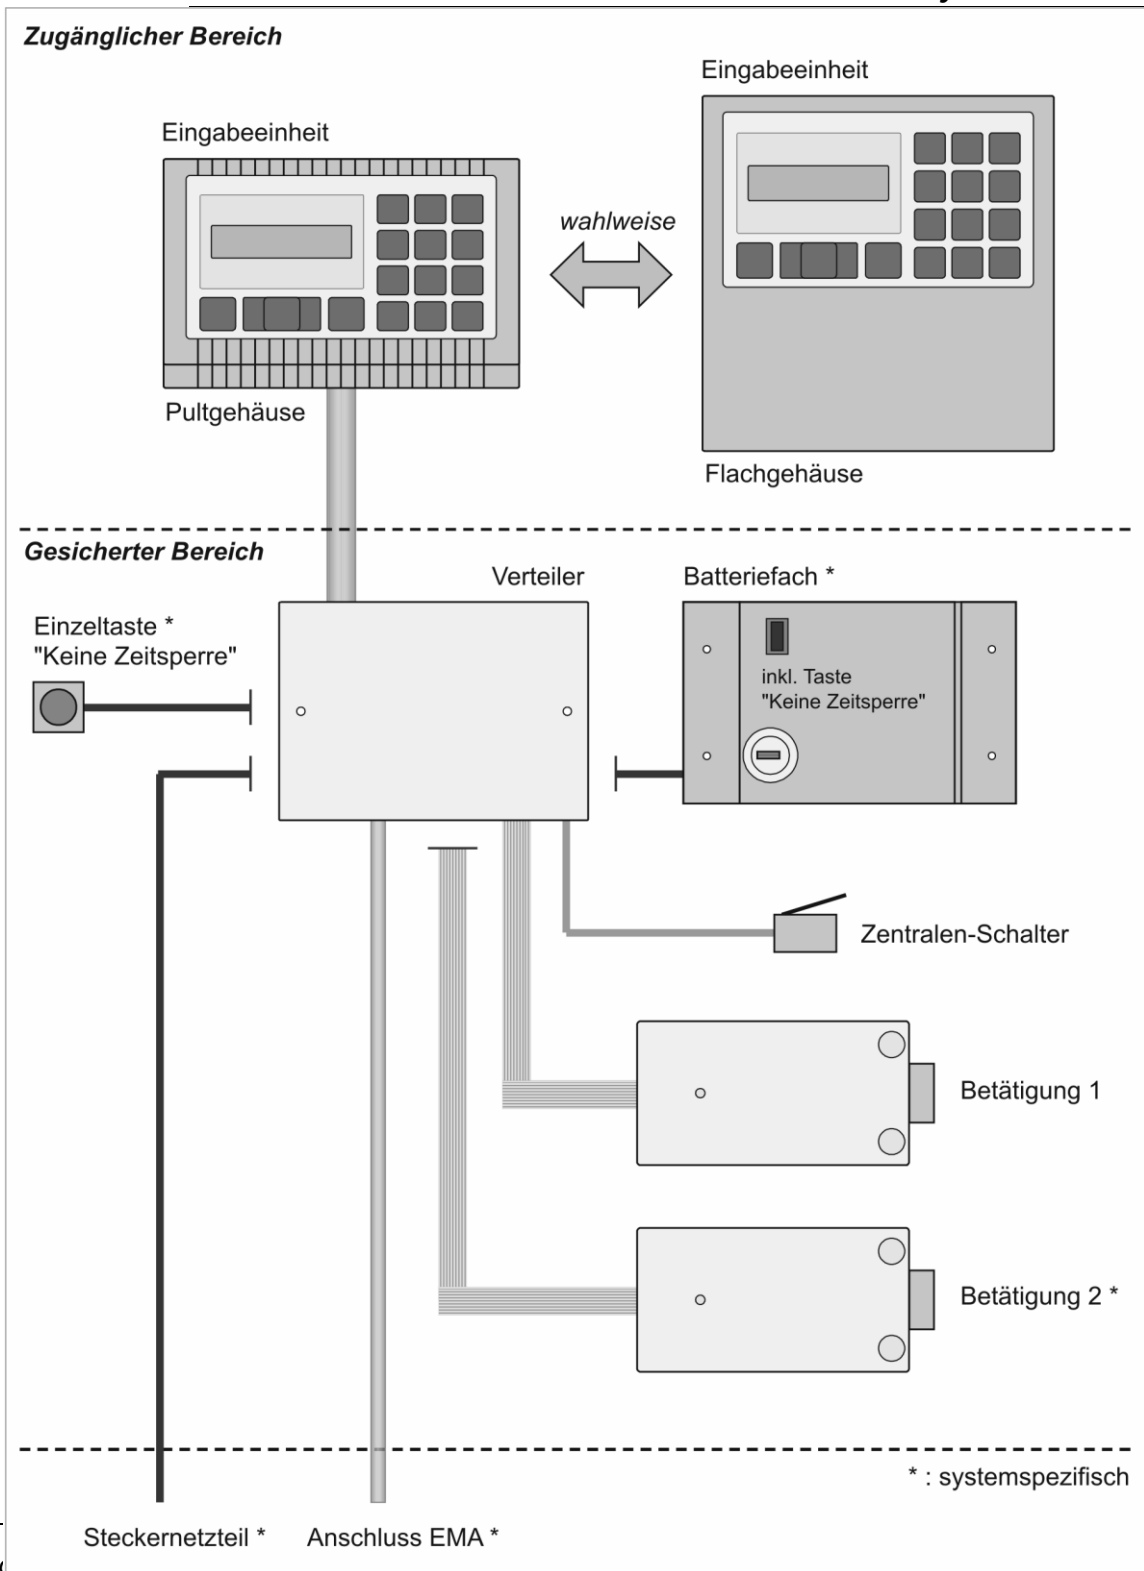 Zugänglicher Bereich
Eingabeeinheit
Eingabeeinheit
wahlweise
Pultgehäuse
Flachgehäuse
Gesicherter Bereich
Verteiler
Batteriefach *
Einzeltaste *
"Keine Zeitsperre"
inkl. Taste
"Keine Zeitsperre"
Zentralen-Schalter
Betätigung 1
Betätigung 2 *
* : systemspezifisch
Steckernetzteil *
Anschluss EMA *